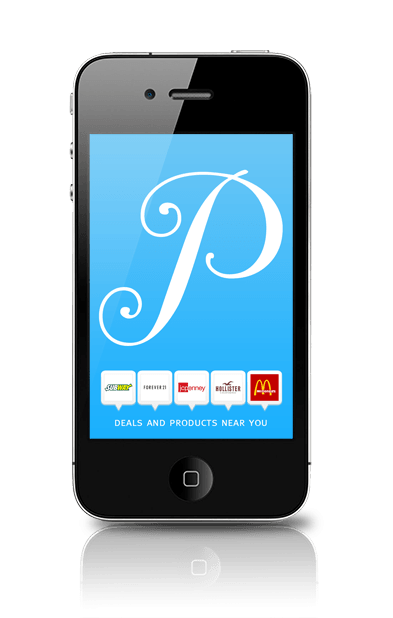 P
SUBWAY
FOREVER 21
jcpenney
HOLLISTER
M
DEALS AND PRODUCTS NEAR YOU